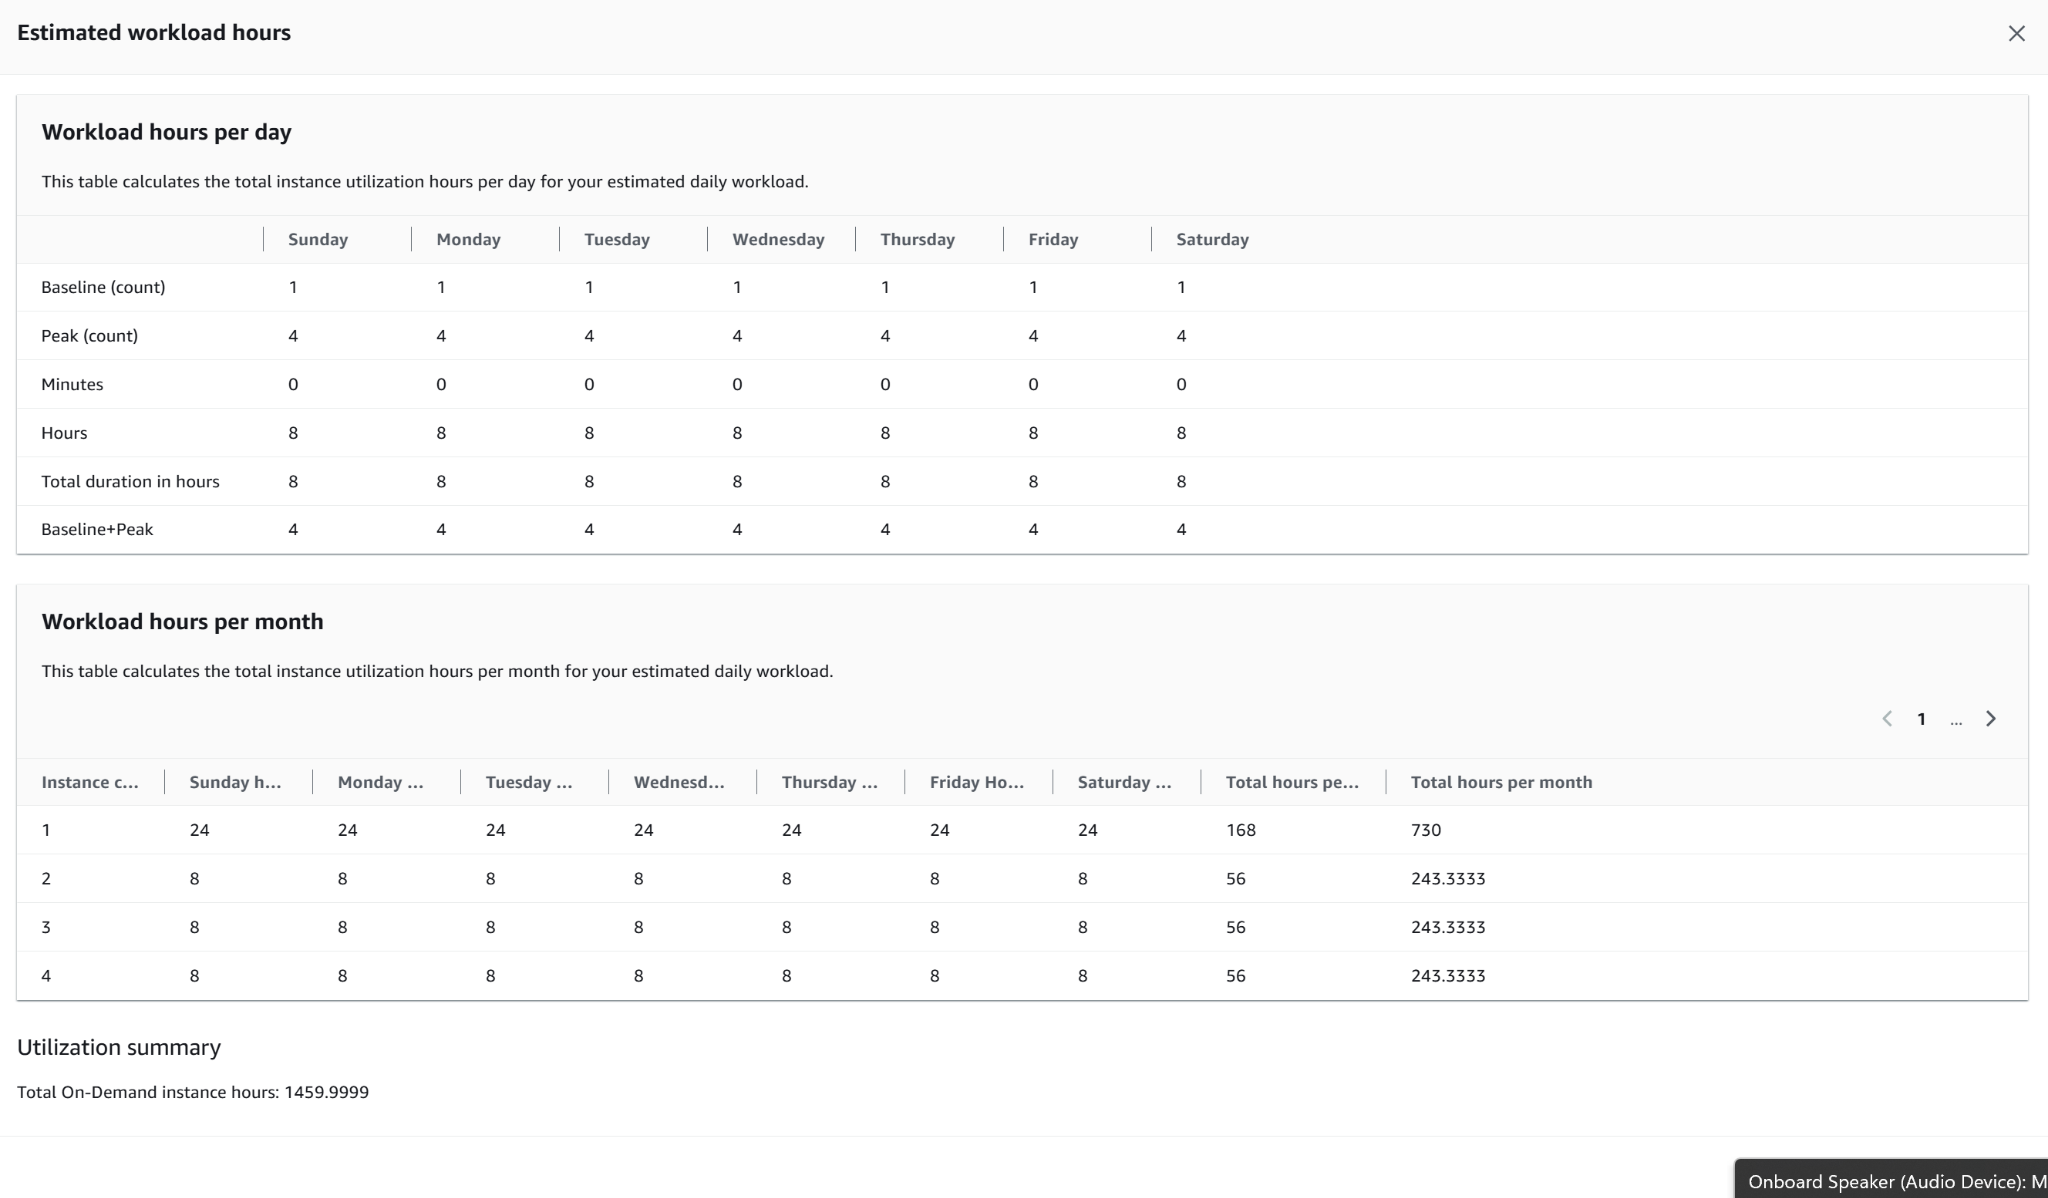 Estimated workload hours
Workload hours per day
This table calculates the total instance utilization hours per day for your estimated daily workload.
Sunday Monday Tuesday Wednesday Thursday Friday Saturday
Baseline (count) 1 1 1 1 1 1 1
Peak (count) 4 4 4 4 4 4 4
Minutes 0 0 0 0 0 0 0
Hours 8 8 8 8 8 8 8
Total duration in hours 8 8 8 8 8 8 8
Baseline+Peak 4 4 4 4 4 4 4
Workload hours per month
This table calculates the total instance utilization hours per month for your estimated daily workload.
1 ...
Instance c... Sunday h... Monday ... Tuesday ... Wednesd... Thursday ... Friday Ho... Saturday ... Total hours pe... Total hours per month
1 24 24 24 24 24 24 24 168 730
2 8 8 8 8 8 8 8 56 243.3333
3 8 8 8 8 8 8 8 56 243.3333
4 8 8 8 8 8 8 8 56 243.3333
Utilization summary
Total On-Demand instance hours: 1459.9999
Onboard Speaker (Audio Device): M